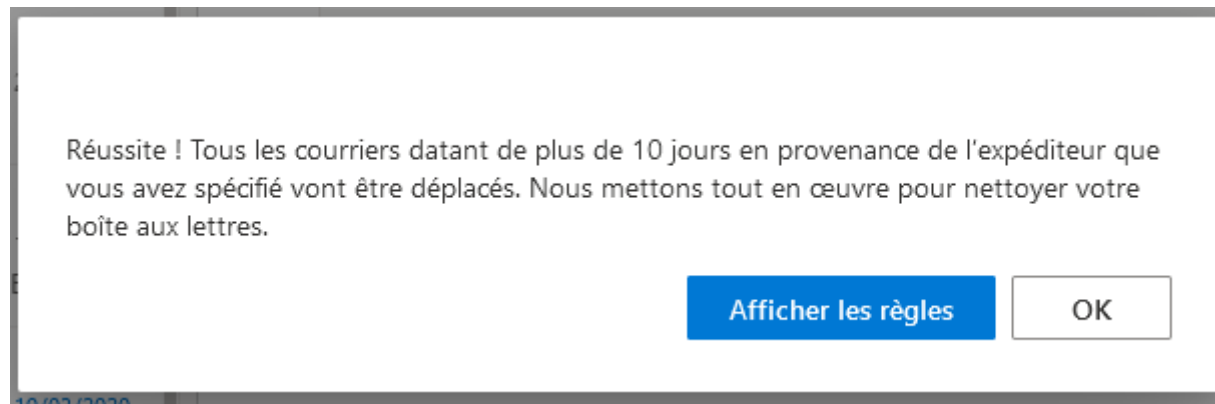 Réussite ! Tous les courriers datant de plus de 10 jours en provenance de l'expéditeur que
vous avez spécifié vont être déplacés. Nous mettons tout en œuvre pour nettoyer votre
boîte aux lettres.
Afficher les règles
OK